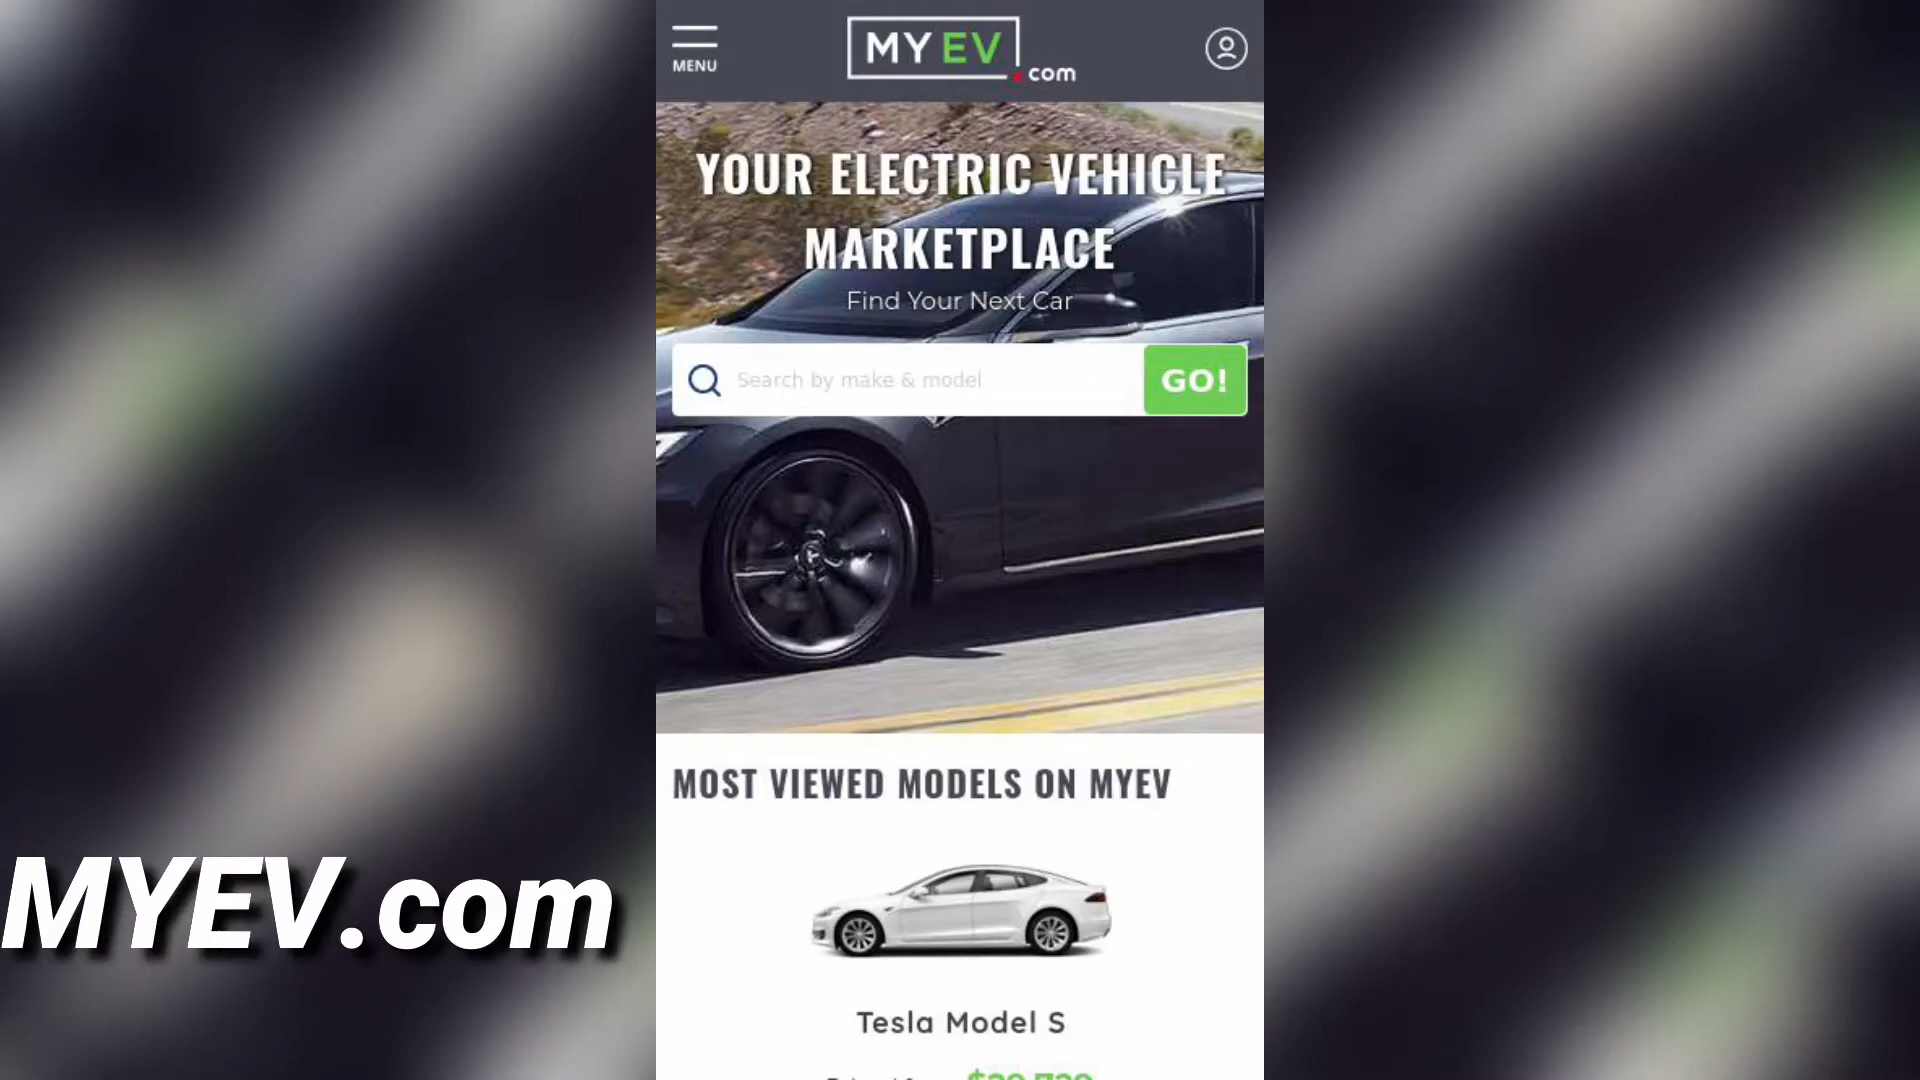 MENU
MY EV.com
YOUR ELECTRIC VEHICLE
MARKETPLACE
Find Your Next Car
Search by make & model
GO!
MOST VIEWED MODELS ON MYEV
MYEV.com
Tesla Model S